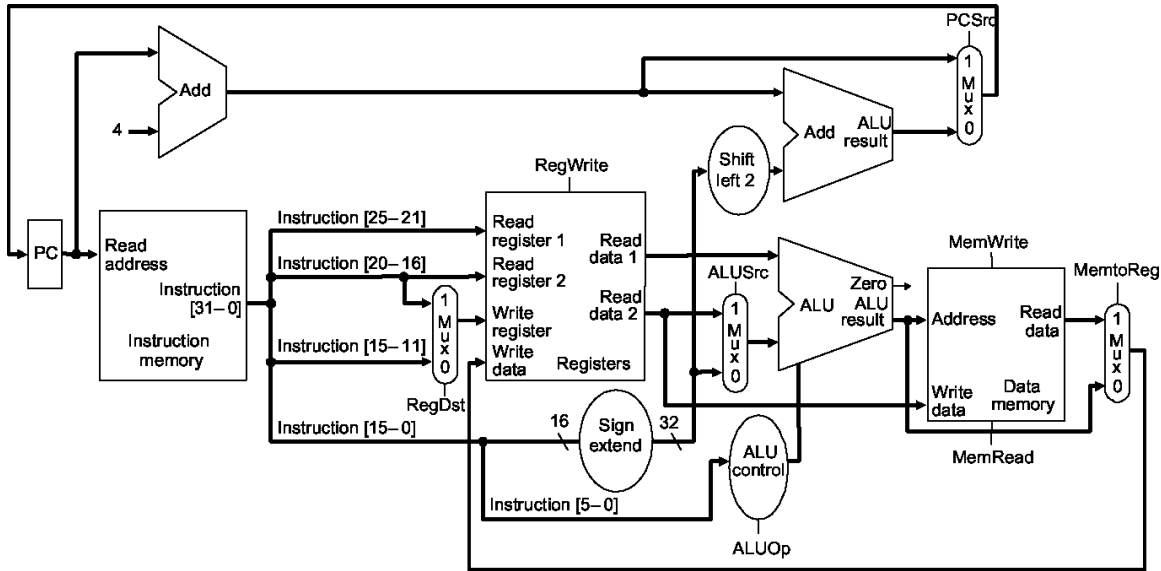 PCSrc
1
M
u
x
0
Add
4
Add
ALU
result
Shift
left 2
RegWrite
PC
Read
address
Instruction
[31–0]
Instruction
memory
Instruction [25–21]
Instruction [20–16]
Instruction [15–11]
Instruction [15–0]
Instruction [5–0]
1
M
u
x
0
RegDst
Read
register 1
Read
register 2
Write
register
Write
data
Read
data 1
Read
data 2
Registers
16
Sign
extend
32
ALUSrc
1
M
u
x
0
ALU
Zero
ALU
result
ALU
control
ALUOp
MemWrite
Address
Read
data
Write
data
Data
memory
MemRead
MemtoReg
1
M
u
x
0